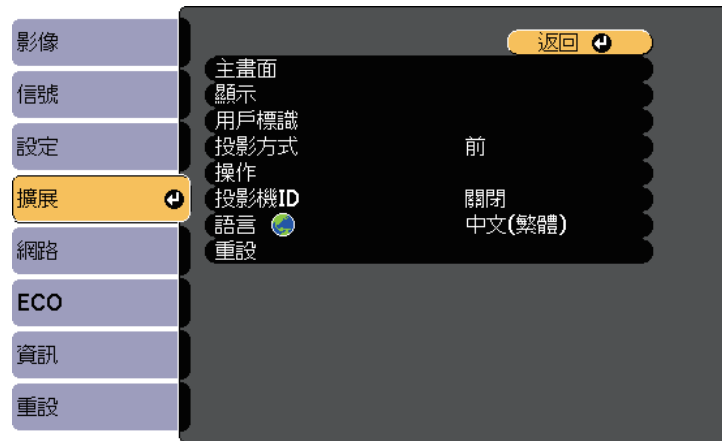 影像
信號
設定
擴展
網路
ECO
資訊
重設
返回
主畫面
顯示
用戶標識
投影方式 前
操作
投影機ID 關閉
語言 中文(繁體)
重設